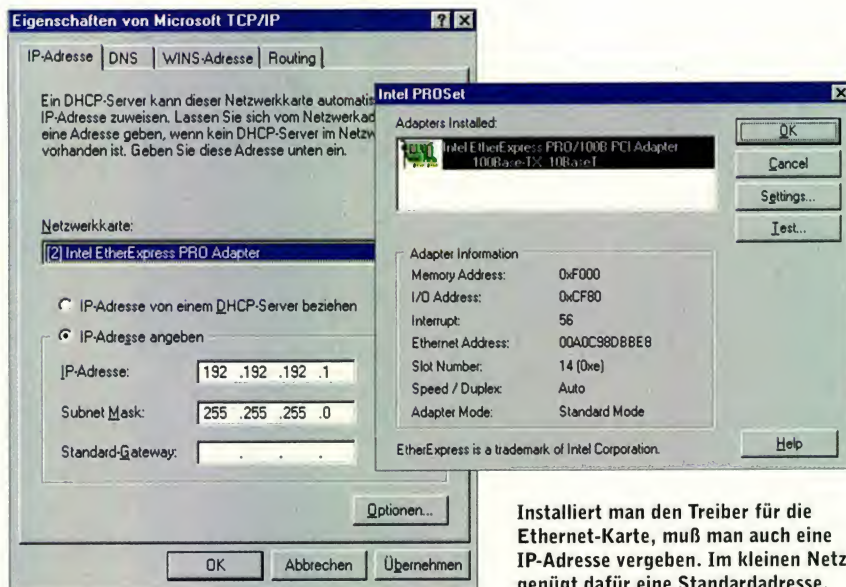 Eigenschaften von Microsoft TCP/IP
IP-Adresse
DNS
WINS-Adresse
Routing
Ein DHCP-Server kann dieser Netzwerkkarte automatis
IP-Adresse zuweisen. Lassen Sie sich vom Netzwerkad
eine Adresse geben, wenn kein DHCP-Server im Netzw
vorhanden ist. Geben Sie diese Adresse unten ein.
Netzwerkkarte:
[2] Intel EtherExpress PRO Adapter
IP-Adresse von einem DHCP-Server beziehen
IP-Adresse angeben
IP-Adresse: 192 .192 .192 .1
Subnet Mask: 255 .255 .255 .0
Standard-Gateway: . . .
Optionen...
OK
Abbrechen
Übernehmen
Intel PROSet
Adapters Installed:
Intel EtherExpress PRO/100B PCI Adapter
100Base-TX, 10BaseT
OK
Cancel
Settings...
Test...
Adapter Information
Memory Address: 0xF000
I/O Address: 0xCF80
Interrupt: 56
Ethernet Address: 00A0C98DBBE8
Slot Number: 14 (0xe)
Speed / Duplex: Auto
Adapter Mode: Standard Mode
EtherExpress is a trademark of Intel Corporation.
Help
Installiert man den Treiber für die
Ethernet-Karte, muß man auch eine
IP-Adresse vergeben. Im kleinen Netz
genügt dafür eine Standardadresse.